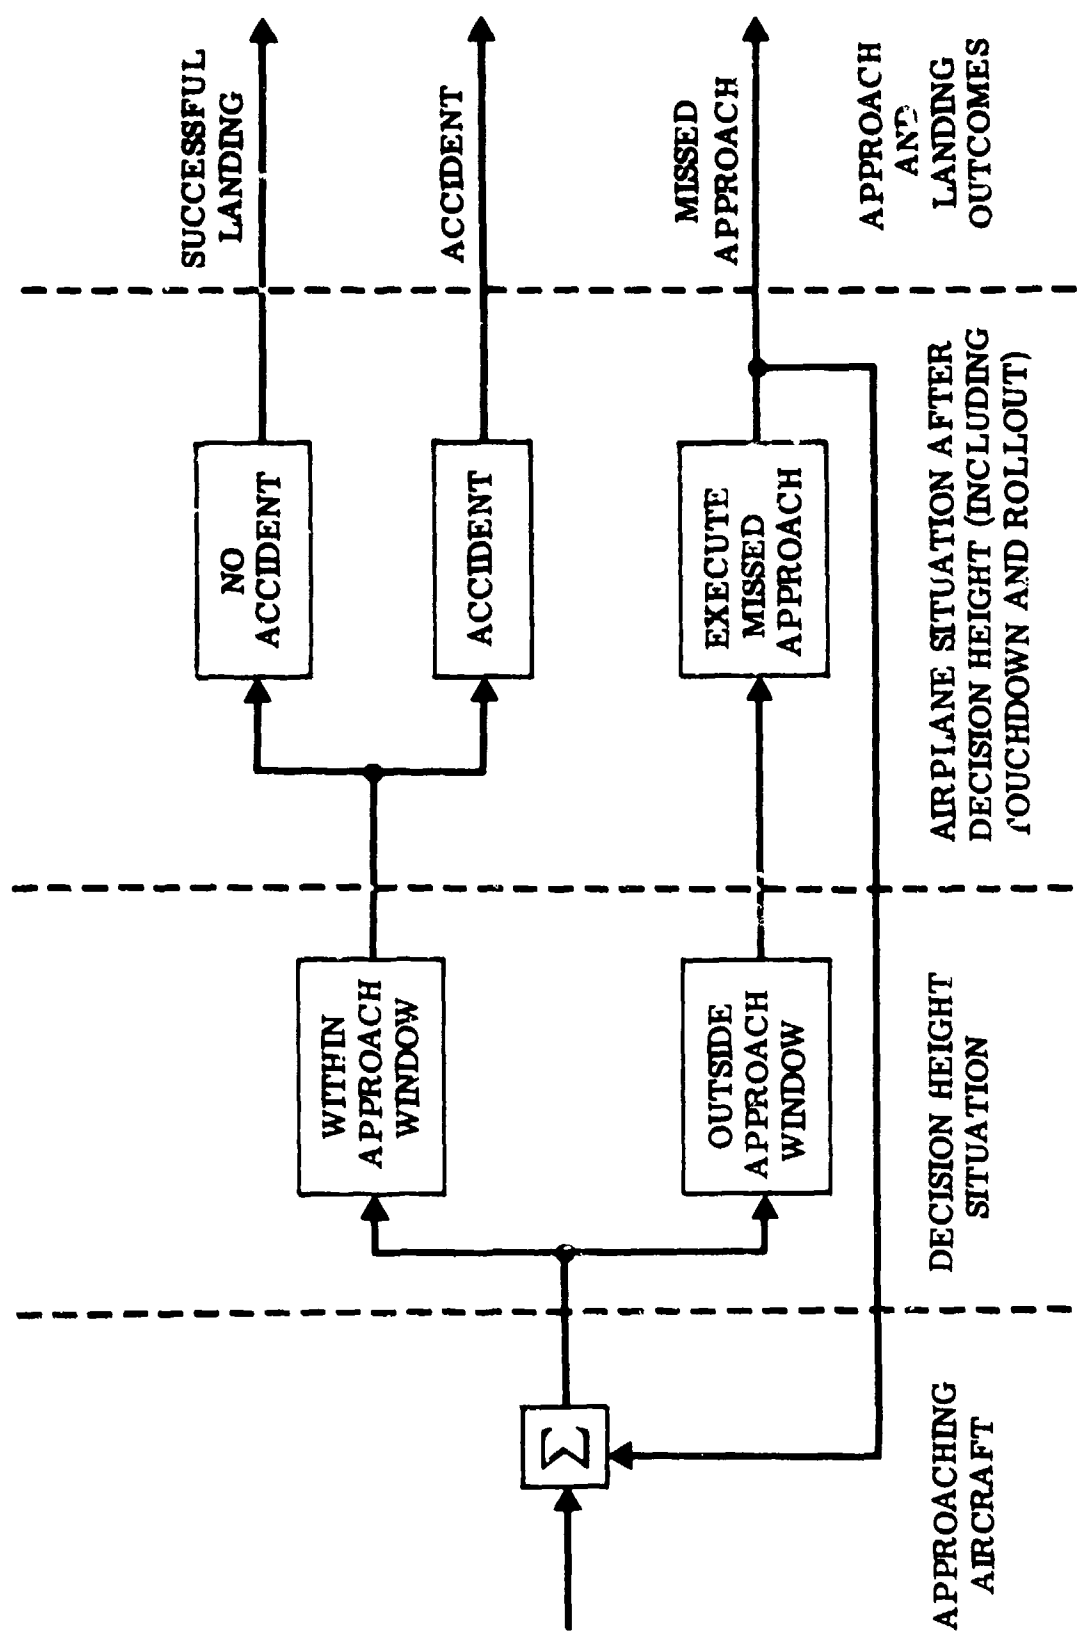 SUCCESSFUL
LANDING
ACCIDENT
MISSED
APPROACH
APPROACH
AND
LANDING
OUTCOMES
NO
ACCIDENT
ACCIDENT
EXECUTE
MISSED
APPROACH
AIRPLANE SITUATION AFTER
DECISION HEIGHT (INCLUDING
TOUCHDOWN AND ROLLOUT)
WITHIN
APPROACH
WINDOW
OUTSIDE
APPROACH
WINDOW
DECISION HEIGHT
SITUATION
Σ
APPROACHING
AIRCRAFT